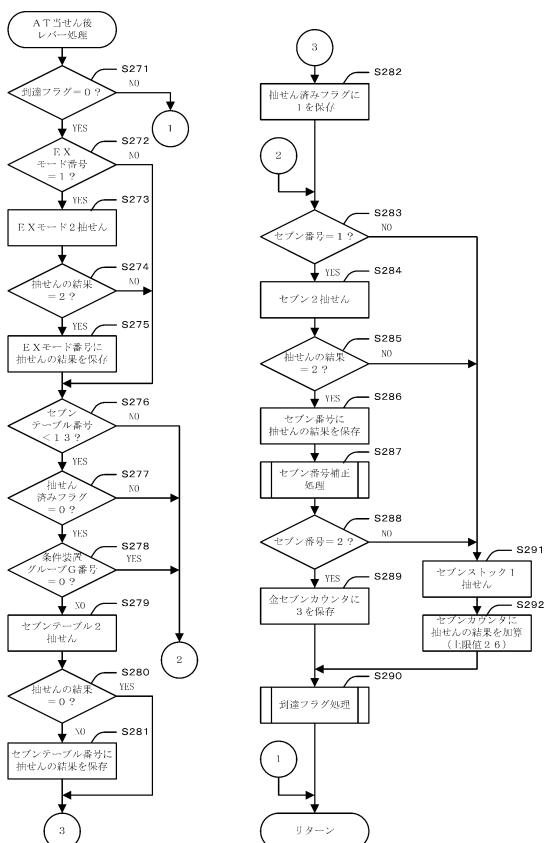 ＡＴ当せん後
レバー処理
S271
到達フラグ＝０？
NO
1
YES
S272
ＥＸ
モード番号
＝１？
NO
YES
S273
ＥＸモード２抽せん
S274
抽せんの結果
＝２？
NO
YES
S275
ＥＸモード番号に
抽せんの結果を保存
S276
セブン
テーブル番号
＜１３？
NO
YES
S277
抽せん
済みフラグ
＝０？
NO
YES
S278
条件装置
グループＧ番号
＝０？
YES
NO
S279
セブンテーブル２
抽せん
2
S280
抽せんの結果
＝０？
YES
NO
S281
セブンテーブル番号に
抽せんの結果を保存
3
3
S282
抽せん済みフラグに
１を保存
2
S283
セブン番号＝１？
NO
YES
S284
セブン２抽せん
S285
抽せんの結果
＝２？
NO
YES
S286
セブン番号に
抽せんの結果を保存
S287
セブン番号補正
処理
S288
セブン番号＝２？
NO
YES
S289
金セブンカウンタに
３を保存
S291
セブンストック１
抽せん
S292
セブンカウンタに
抽せんの結果を加算
（上限値２６）
S290
到達フラグ処理
1
リターン